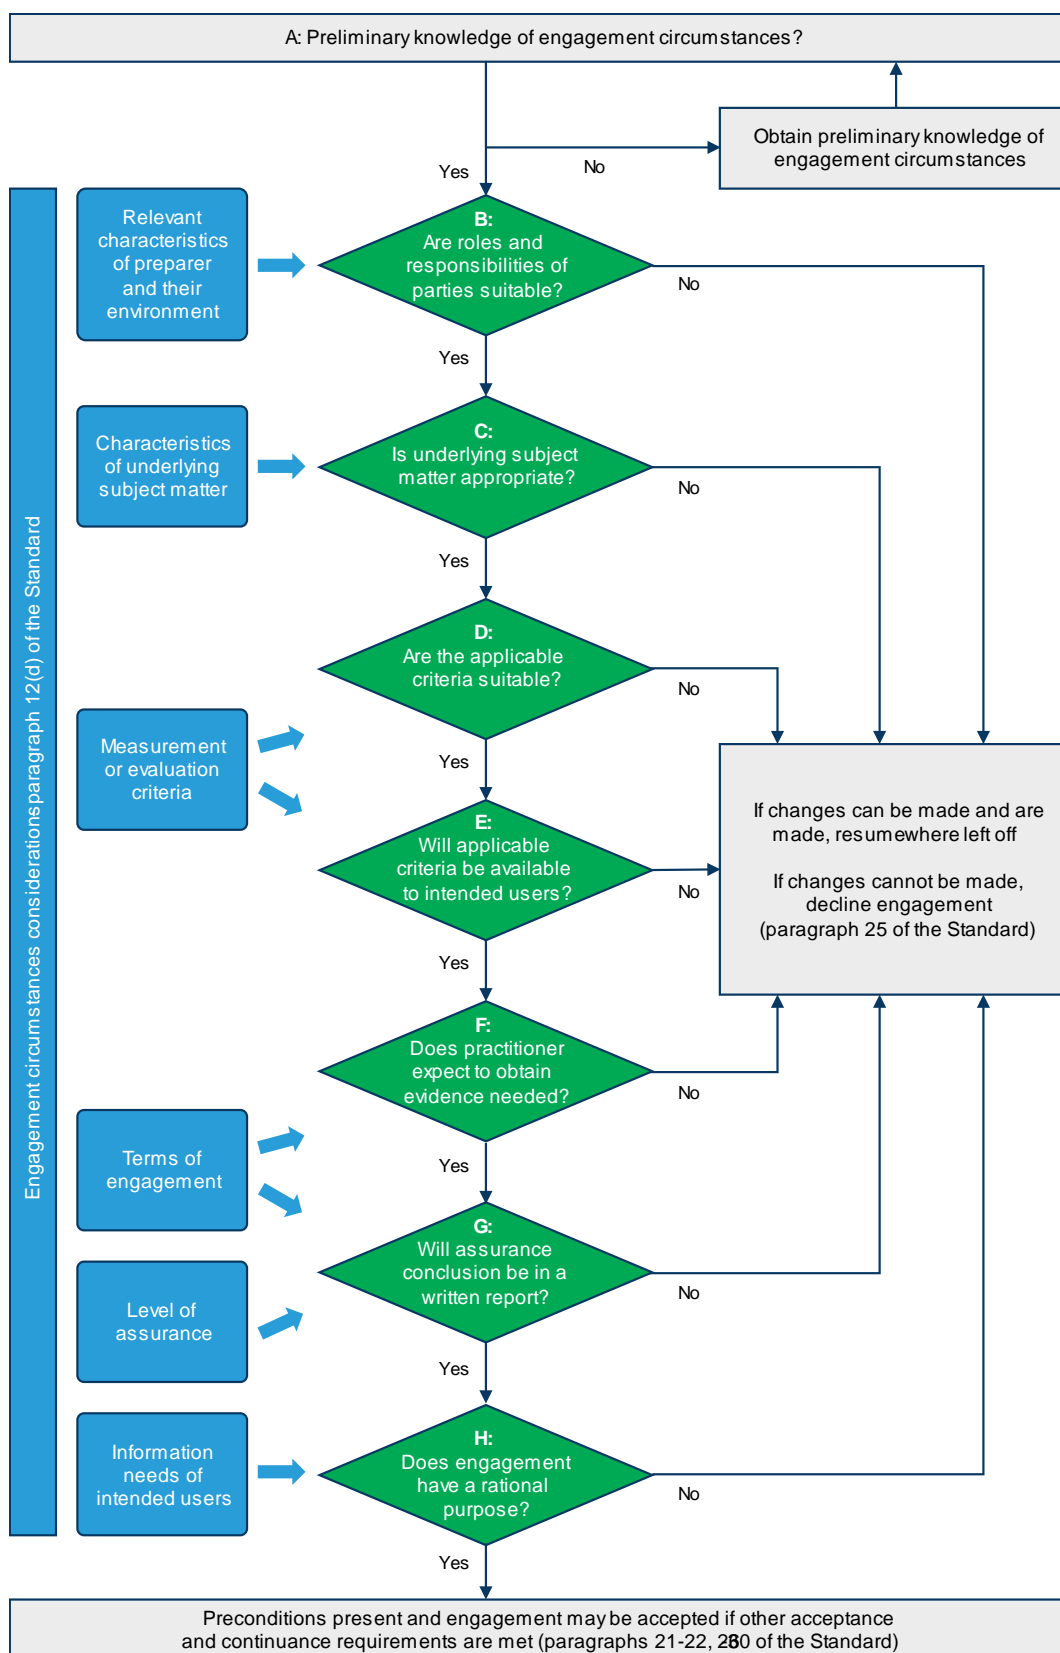 A: Preliminary knowledge of engagement circumstances?
Obtain preliminary knowledge of
engagement circumstances
Yes
No
Engagement circumstances considerationsparagraph 12(d) of the Standard
Relevant
characteristics
of preparer
and their
environment
B:
Are roles and
responsibilities of
parties suitable?
No
Yes
Characteristics
of underlying
subject matter
C:
Is underlying subject
matter appropriate?
No
Yes
D:
Are the applicable
criteria suitable?
No
Yes
Measurement
or evaluation
criteria
E:
Will applicable
criteria be available
to intended users?
No
Yes
If changes can be made and are
made, resumewhere left off
If changes cannot be made,
decline engagement
(paragraph 25 of the Standard)
F:
Does practitioner
expect to obtain
evidence needed?
No
Yes
Terms of
engagement
G:
Will assurance
conclusion be in a
written report?
No
Yes
Level of
assurance
Information
needs of
intended users
H:
Does engagement
have a rational
purpose?
No
Yes
Preconditions present and engagement may be accepted if other acceptance
and continuance requirements are met (paragraphs 21-22, of the Standard)